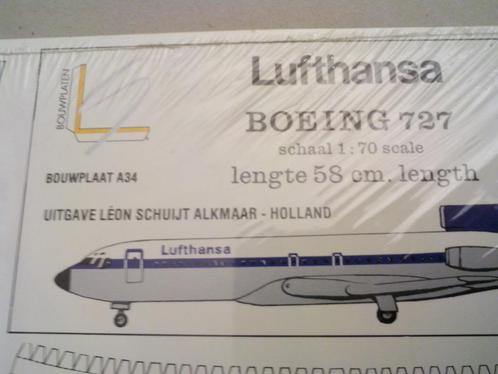 BOUWPLATEN
Lufthansa
BOEING 727
schaal 1:70 scale
BOUWPLAAT A34
lengte 58 cm. length
UITGAVE LÉON SCHUIJT ALKMAAR - HOLLAND
Lufthansa